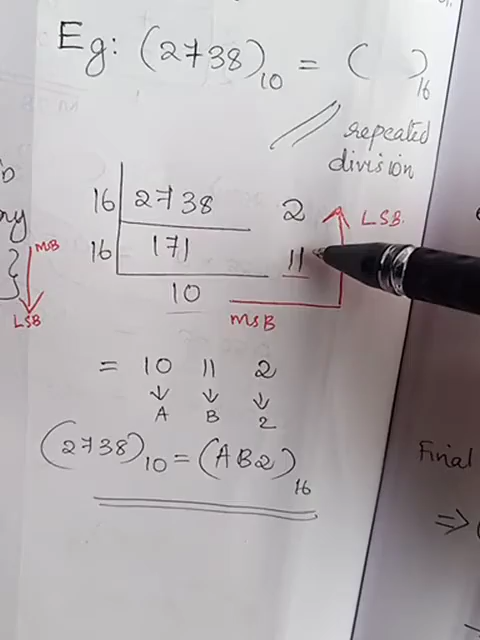 Eg: (2738)10 = (   )16
repeated
division
16 2738 2
LSB.
16 171 11
10
MSB
MSB
LSB
= 10 11 2
↓ ↓ ↓
A B 2
(2738)10 = (AB2)16
Final
⇒